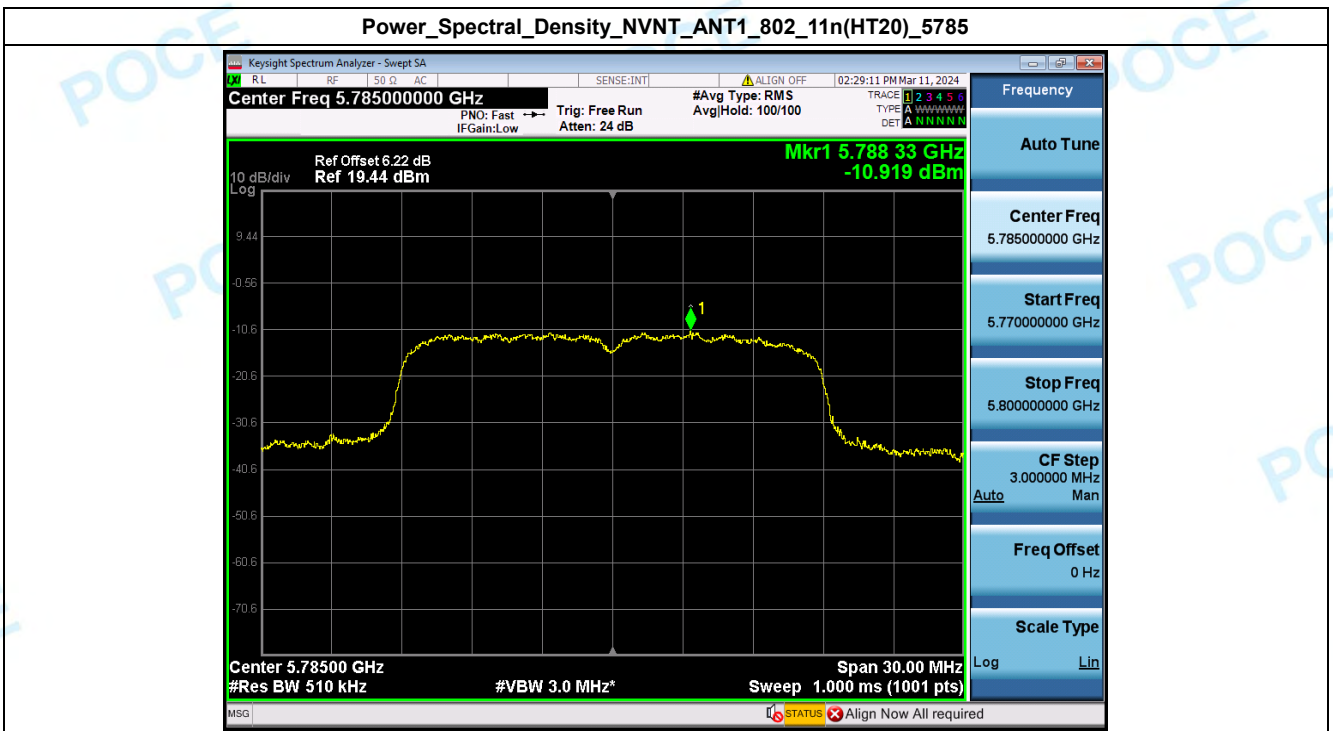 Power_Spectral_Density_NVNT_ANT1_802_11n(HT20)_5785
Keysight Spectrum Analyzer - Swept SA
LXI RL RF 50 Ω AC SENSE:INT ALIGN OFF 02:29:11 PM Mar 11, 2024
Center Freq 5.785000000 GHz
PNO: Fast
IFGain:Low
Trig: Free Run
Atten: 24 dB
#Avg Type: RMS
Avg|Hold: 100/100
TRACE 1 2 3 4 5 6
TYPE A WWWWW
DET A N N N N N
Mkr1 5.788 33 GHz
-10.919 dBm
Ref Offset 6.22 dB
10 dB/div Ref 19.44 dBm
Log
9.44
-0.56
-10.6
-20.6
-30.6
-40.6
-50.6
-60.6
-70.6
1
Center 5.78500 GHz Span 30.00 MHz
#Res BW 510 kHz #VBW 3.0 MHz* Sweep 1.000 ms (1001 pts)
MSG STATUS Align Now All required
Frequency
Auto Tune
Center Freq
5.785000000 GHz
Start Freq
5.770000000 GHz
Stop Freq
5.800000000 GHz
CF Step
3.000000 MHz
Auto Man
Freq Offset
0 Hz
Scale Type
Log Lin
POCE
POCE
POCE
POCE